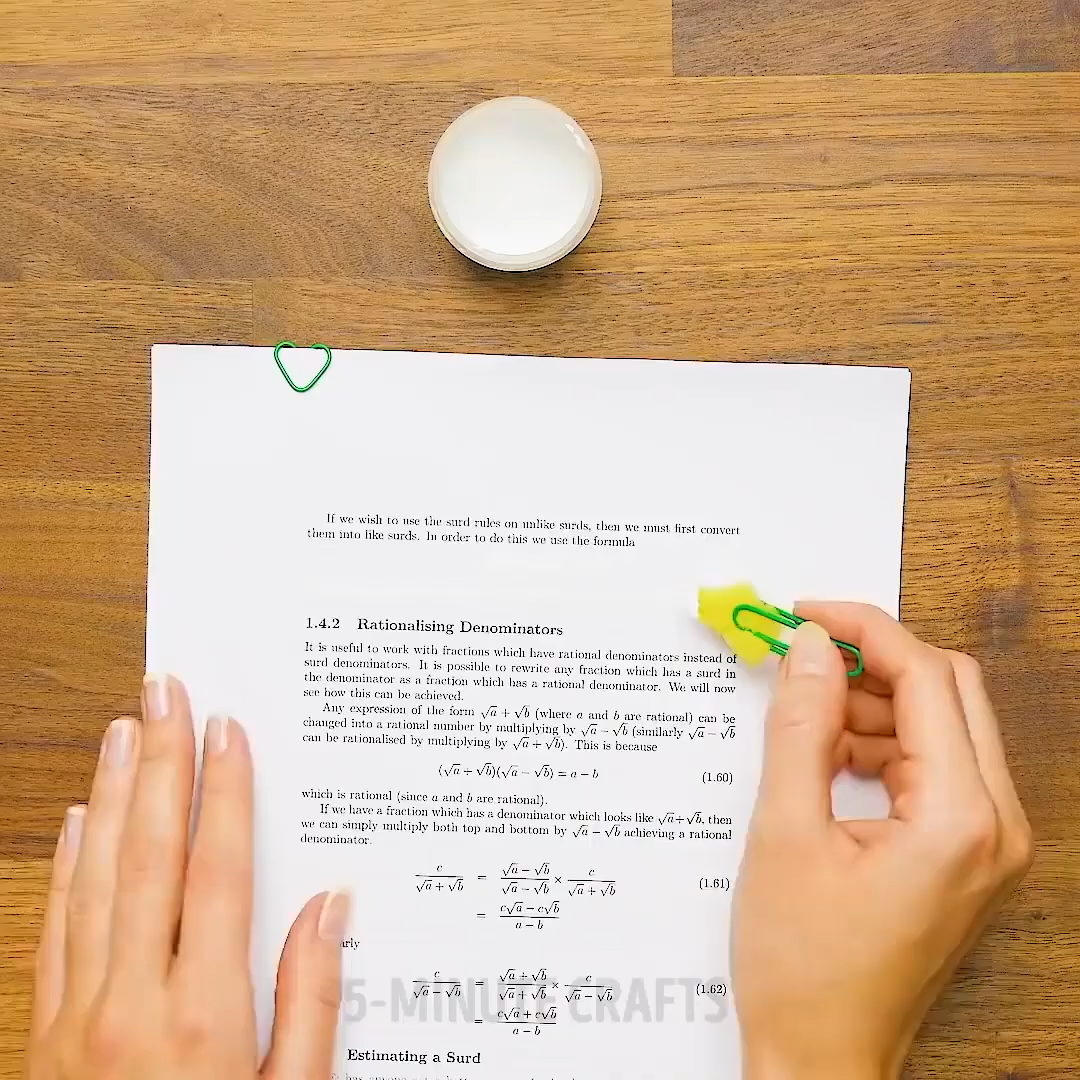 If we wish to use the surd rules on unlike surds, then we must first convert
them into like surds. In order to do this we use the formula
1.4.2 Rationalising Denominators
It is useful to work with fractions which have rational denominators instead of
surd denominators. It is possible to rewrite any fraction which has a surd in
the denominator as a fraction which has a rational denominator. We will now
see how this can be achieved.
Any expression of the form √a + √b (where a and b are rational) can be
changed into a rational number by multiplying by √a − √b (similarly √a − √b
can be rationalised by multiplying by √a + √b). This is because
(√a + √b)(√a − √b) = a − b (1.60)
which is rational (since a and b are rational).
If we have a fraction which has a denominator which looks like √a+√b, then
we can simply multiply both top and bottom by √a − √b achieving a rational
denominator.
c/(√a + √b) = (√a − √b)/(√a − √b) × c/(√a + √b) (1.61)
= (c√a − c√b)/(a − b)
arly
c/(√a − √b) = (√a + √b)/(√a + √b) × c/(√a − √b) (1.62)
5-MINUTE CRAFTS
= (c√a + c√b)/(a − b)
Estimating a Surd